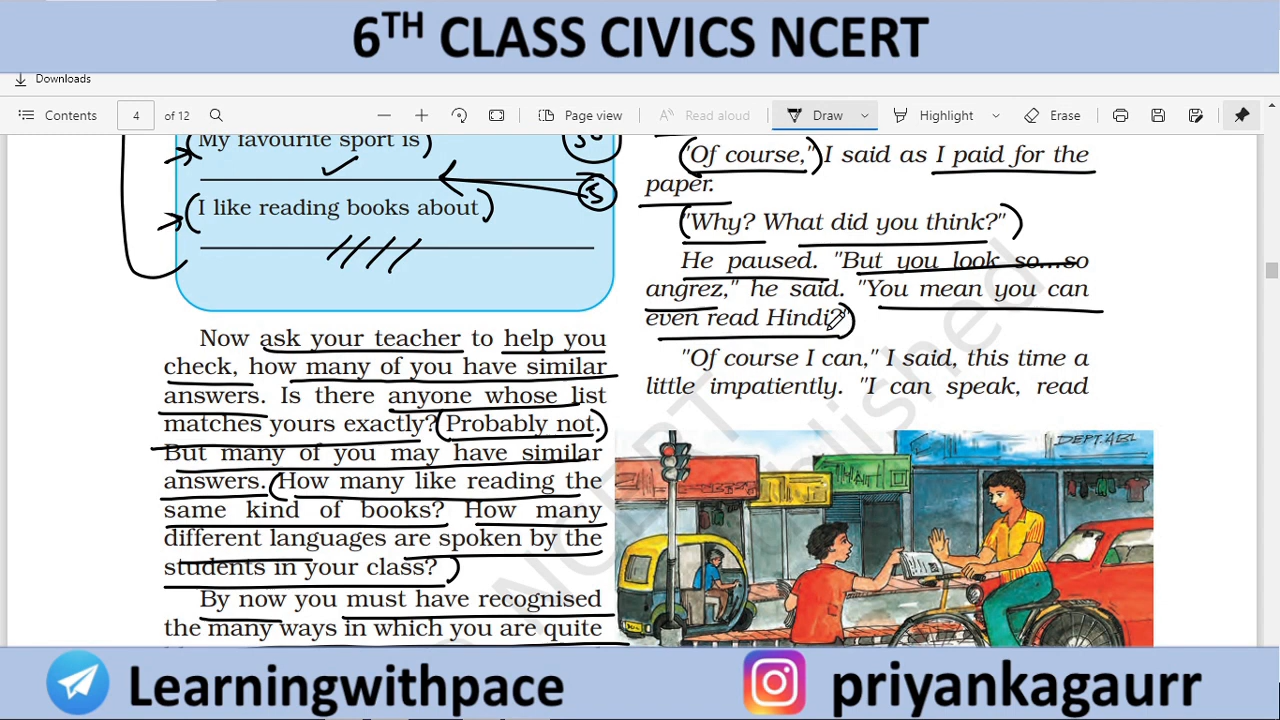 6TH CLASS CIVICS NCERT
Downloads
Contents
4
of 12
Page view
Read aloud
Draw
Highlight
Erase
My favourite sport is
I like reading books about
Now ask your teacher to help you
check, how many of you have similar
answers. Is there anyone whose list
matches yours exactly? Probably not.
But many of you may have similar
answers. How many like reading the
same kind of books? How many
different languages are spoken by the
students in your class?
By now you must have recognised
the many ways in which you are quite
"Of course," I said as I paid for the
paper.
"Why? What did you think?"
He paused. "But you look so...so
angrez," he said. "You mean you can
even read Hindi?"
"Of course I can," I said, this time a
little impatiently. "I can speak, read
Learningwithpace
priyankagaurr